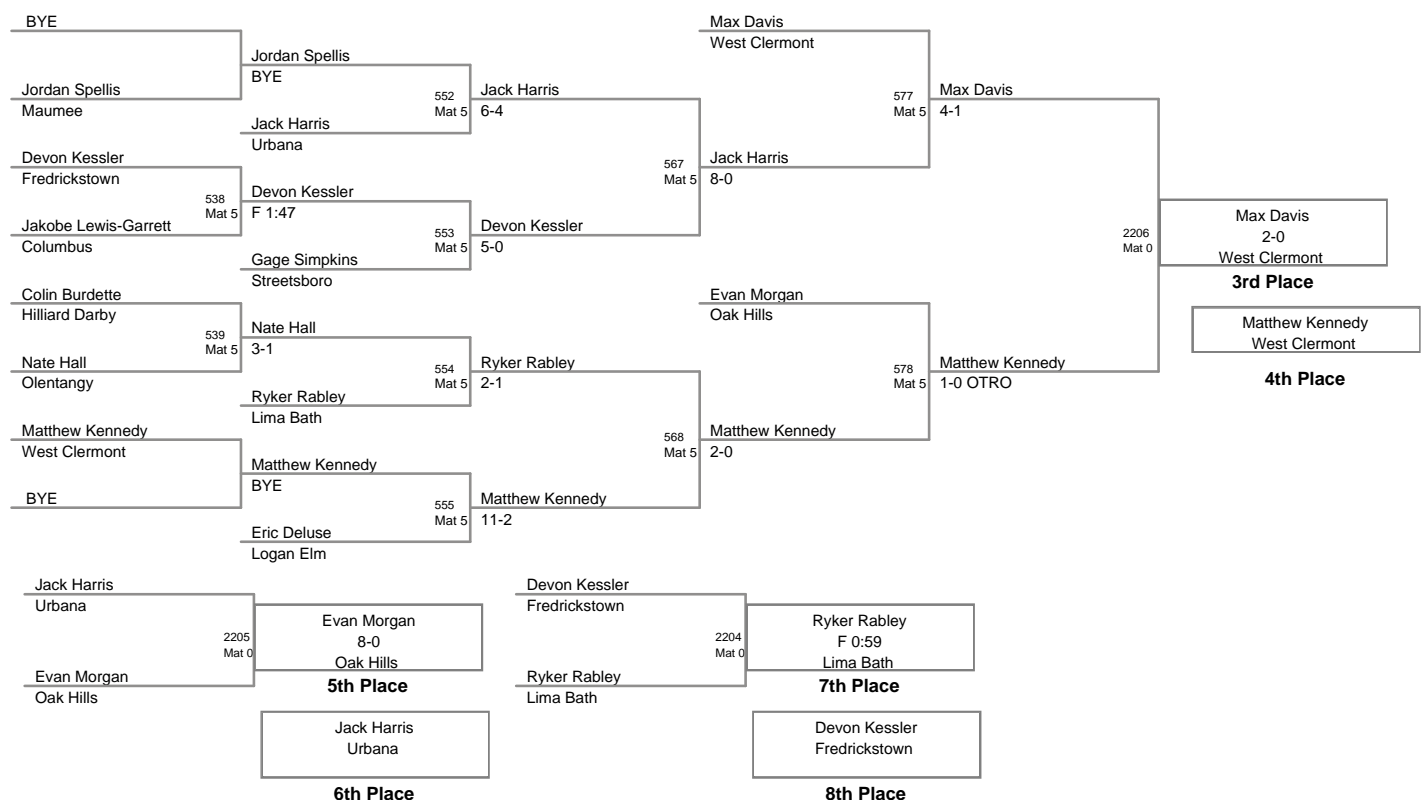 BYE
Jordan Spellis
Maumee
Devon Kessler
Fredrickstown
538
Mat 5
Jakobe Lewis-Garrett
Columbus
Colin Burdette
Hilliard Darby
539
Mat 5
Nate Hall
Olentangy
Matthew Kennedy
West Clermont
BYE
Jordan Spellis
BYE
552
Mat 5
Jack Harris
Urbana
Devon Kessler
F 1:47
553
Mat 5
Gage Simpkins
Streetsboro
Nate Hall
3-1
554
Mat 5
Ryker Rabley
Lima Bath
Matthew Kennedy
BYE
555
Mat 5
Eric Deluse
Logan Elm
Jack Harris
6-4
567
Mat 5
Devon Kessler
5-0
Ryker Rabley
2-1
568
Mat 5
Matthew Kennedy
11-2
Max Davis
West Clermont
577
Mat 5
Jack Harris
8-0
Evan Morgan
Oak Hills
578
Mat 5
Matthew Kennedy
2-0
Max Davis
4-1
2206
Mat 0
Matthew Kennedy
1-0 OTRO
Max Davis
2-0
West Clermont
3rd Place
Matthew Kennedy
West Clermont
4th Place
Jack Harris
Urbana
2205
Mat 0
Evan Morgan
Oak Hills
Evan Morgan
8-0
Oak Hills
5th Place
Jack Harris
Urbana
6th Place
Devon Kessler
Fredrickstown
2204
Mat 0
Ryker Rabley
Lima Bath
Ryker Rabley
F 0:59
Lima Bath
7th Place
Devon Kessler
Fredrickstown
8th Place